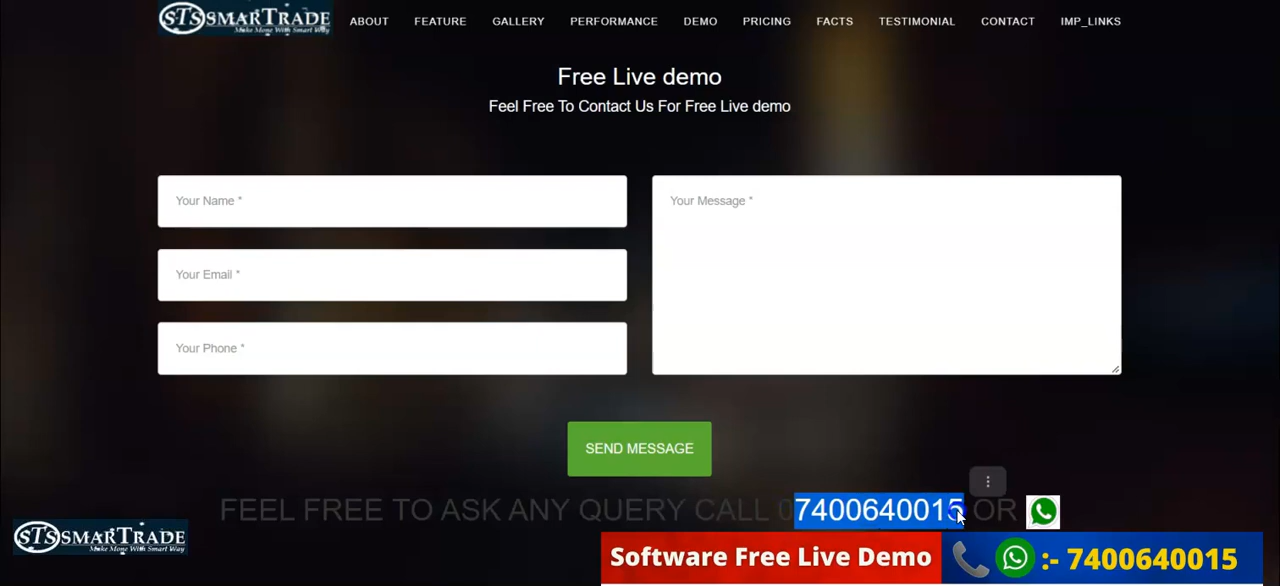 STS SMARTRADE
Make Mone With Smart Way
ABOUT FEATURE GALLERY PERFORMANCE DEMO PRICING FACTS TESTIMONIAL CONTACT IMP_LINKS
Free Live demo
Feel Free To Contact Us For Free Live demo
Your Name *
Your Message *
Your Email *
Your Phone *
SEND MESSAGE
FEEL FREE TO ASK ANY QUERY CALL 07400640015 OR
STS SMARTRADE
Make Mone With Smart Way
Software Free Live Demo :- 7400640015